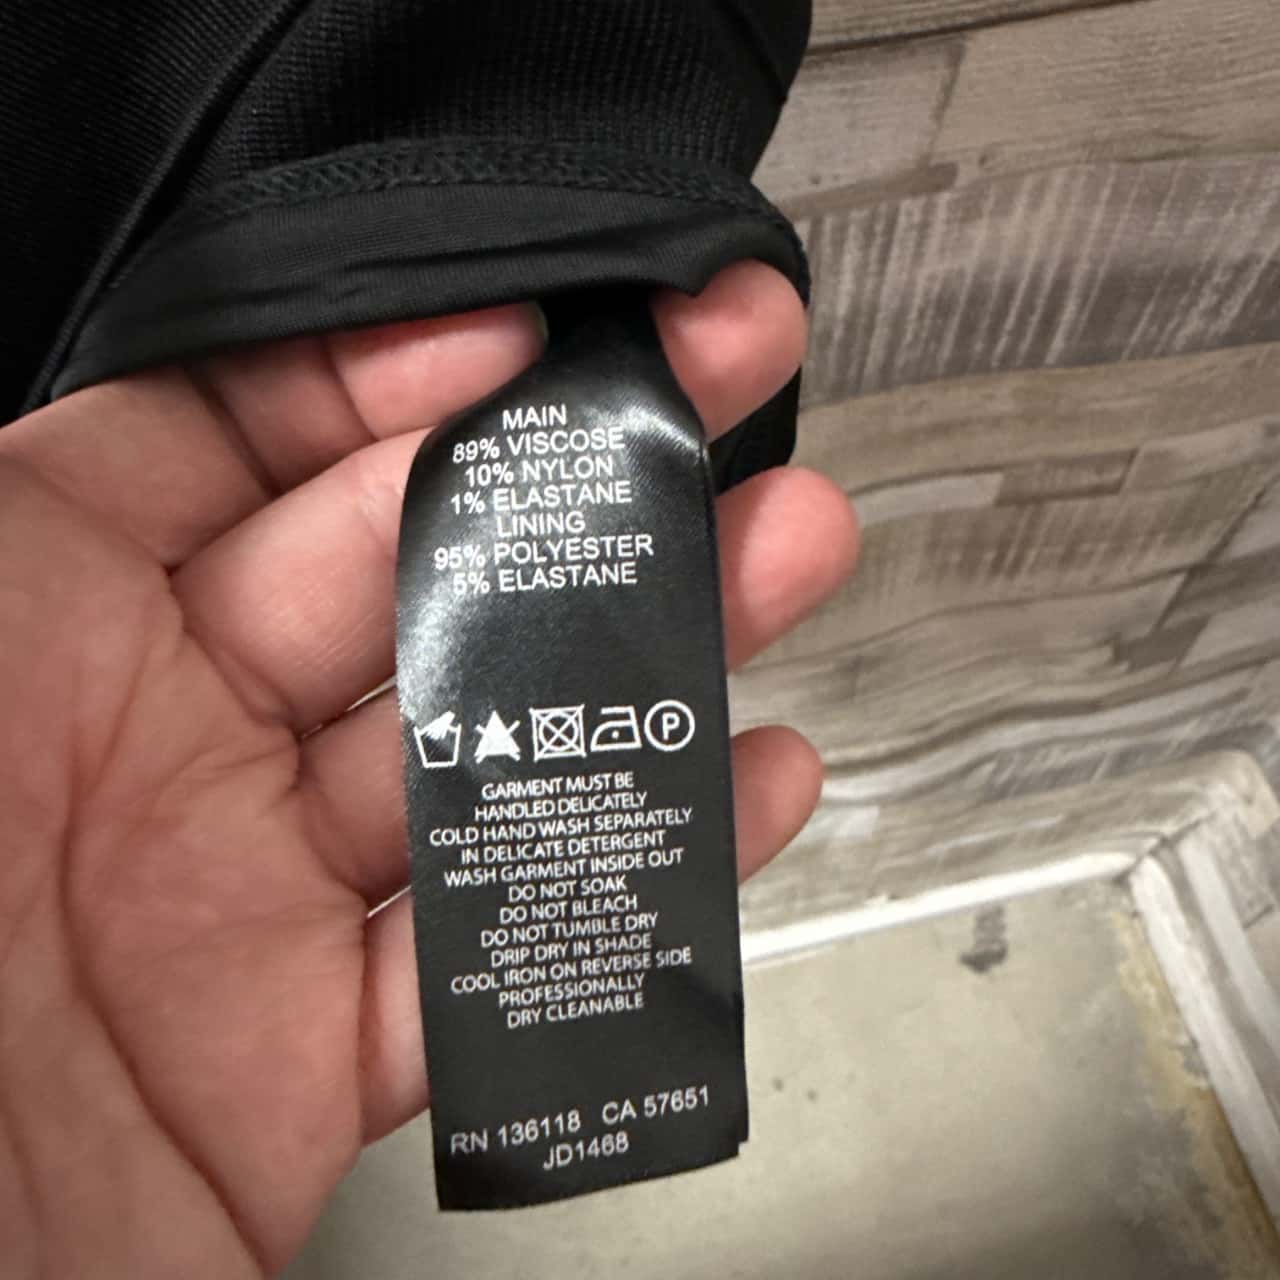 MAIN
89% VISCOSE
10% NYLON
1% ELASTANE
LINING
95% POLYESTER
5% ELASTANE
P
GARMENT MUST BE
HANDLED DELICATELY
COLD HAND WASH SEPARATELY
IN DELICATE DETERGENT
WASH GARMENT INSIDE OUT
DO NOT SOAK
DO NOT BLEACH
DO NOT TUMBLE DRY
DRIP DRY IN SHADE
COOL IRON ON REVERSE SIDE
PROFESSIONALLY
DRY CLEANABLE
RN 136118 CA 57651
JD1468